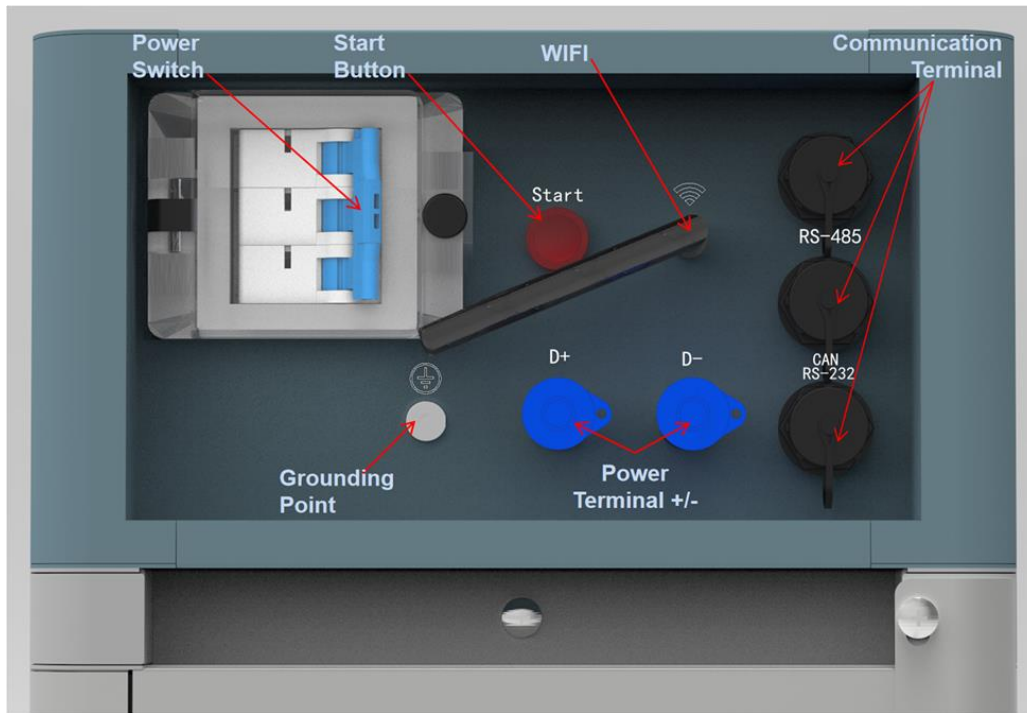 Power
Switch
Start
Button
WIFI
Communication
Terminal
Start
RS-485
D+
D-
CAN
RS-232
Grounding
Point
Power
Terminal +/-